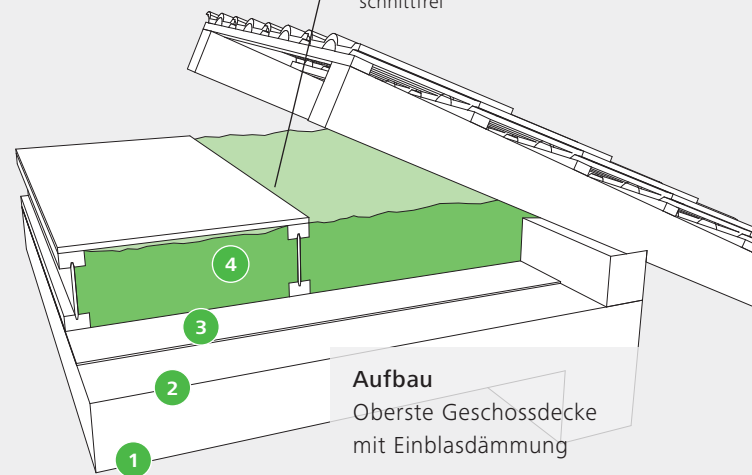 schnittfrei
4
3
2
1
Aufbau
Oberste Geschossdecke
mit Einblasdämmung